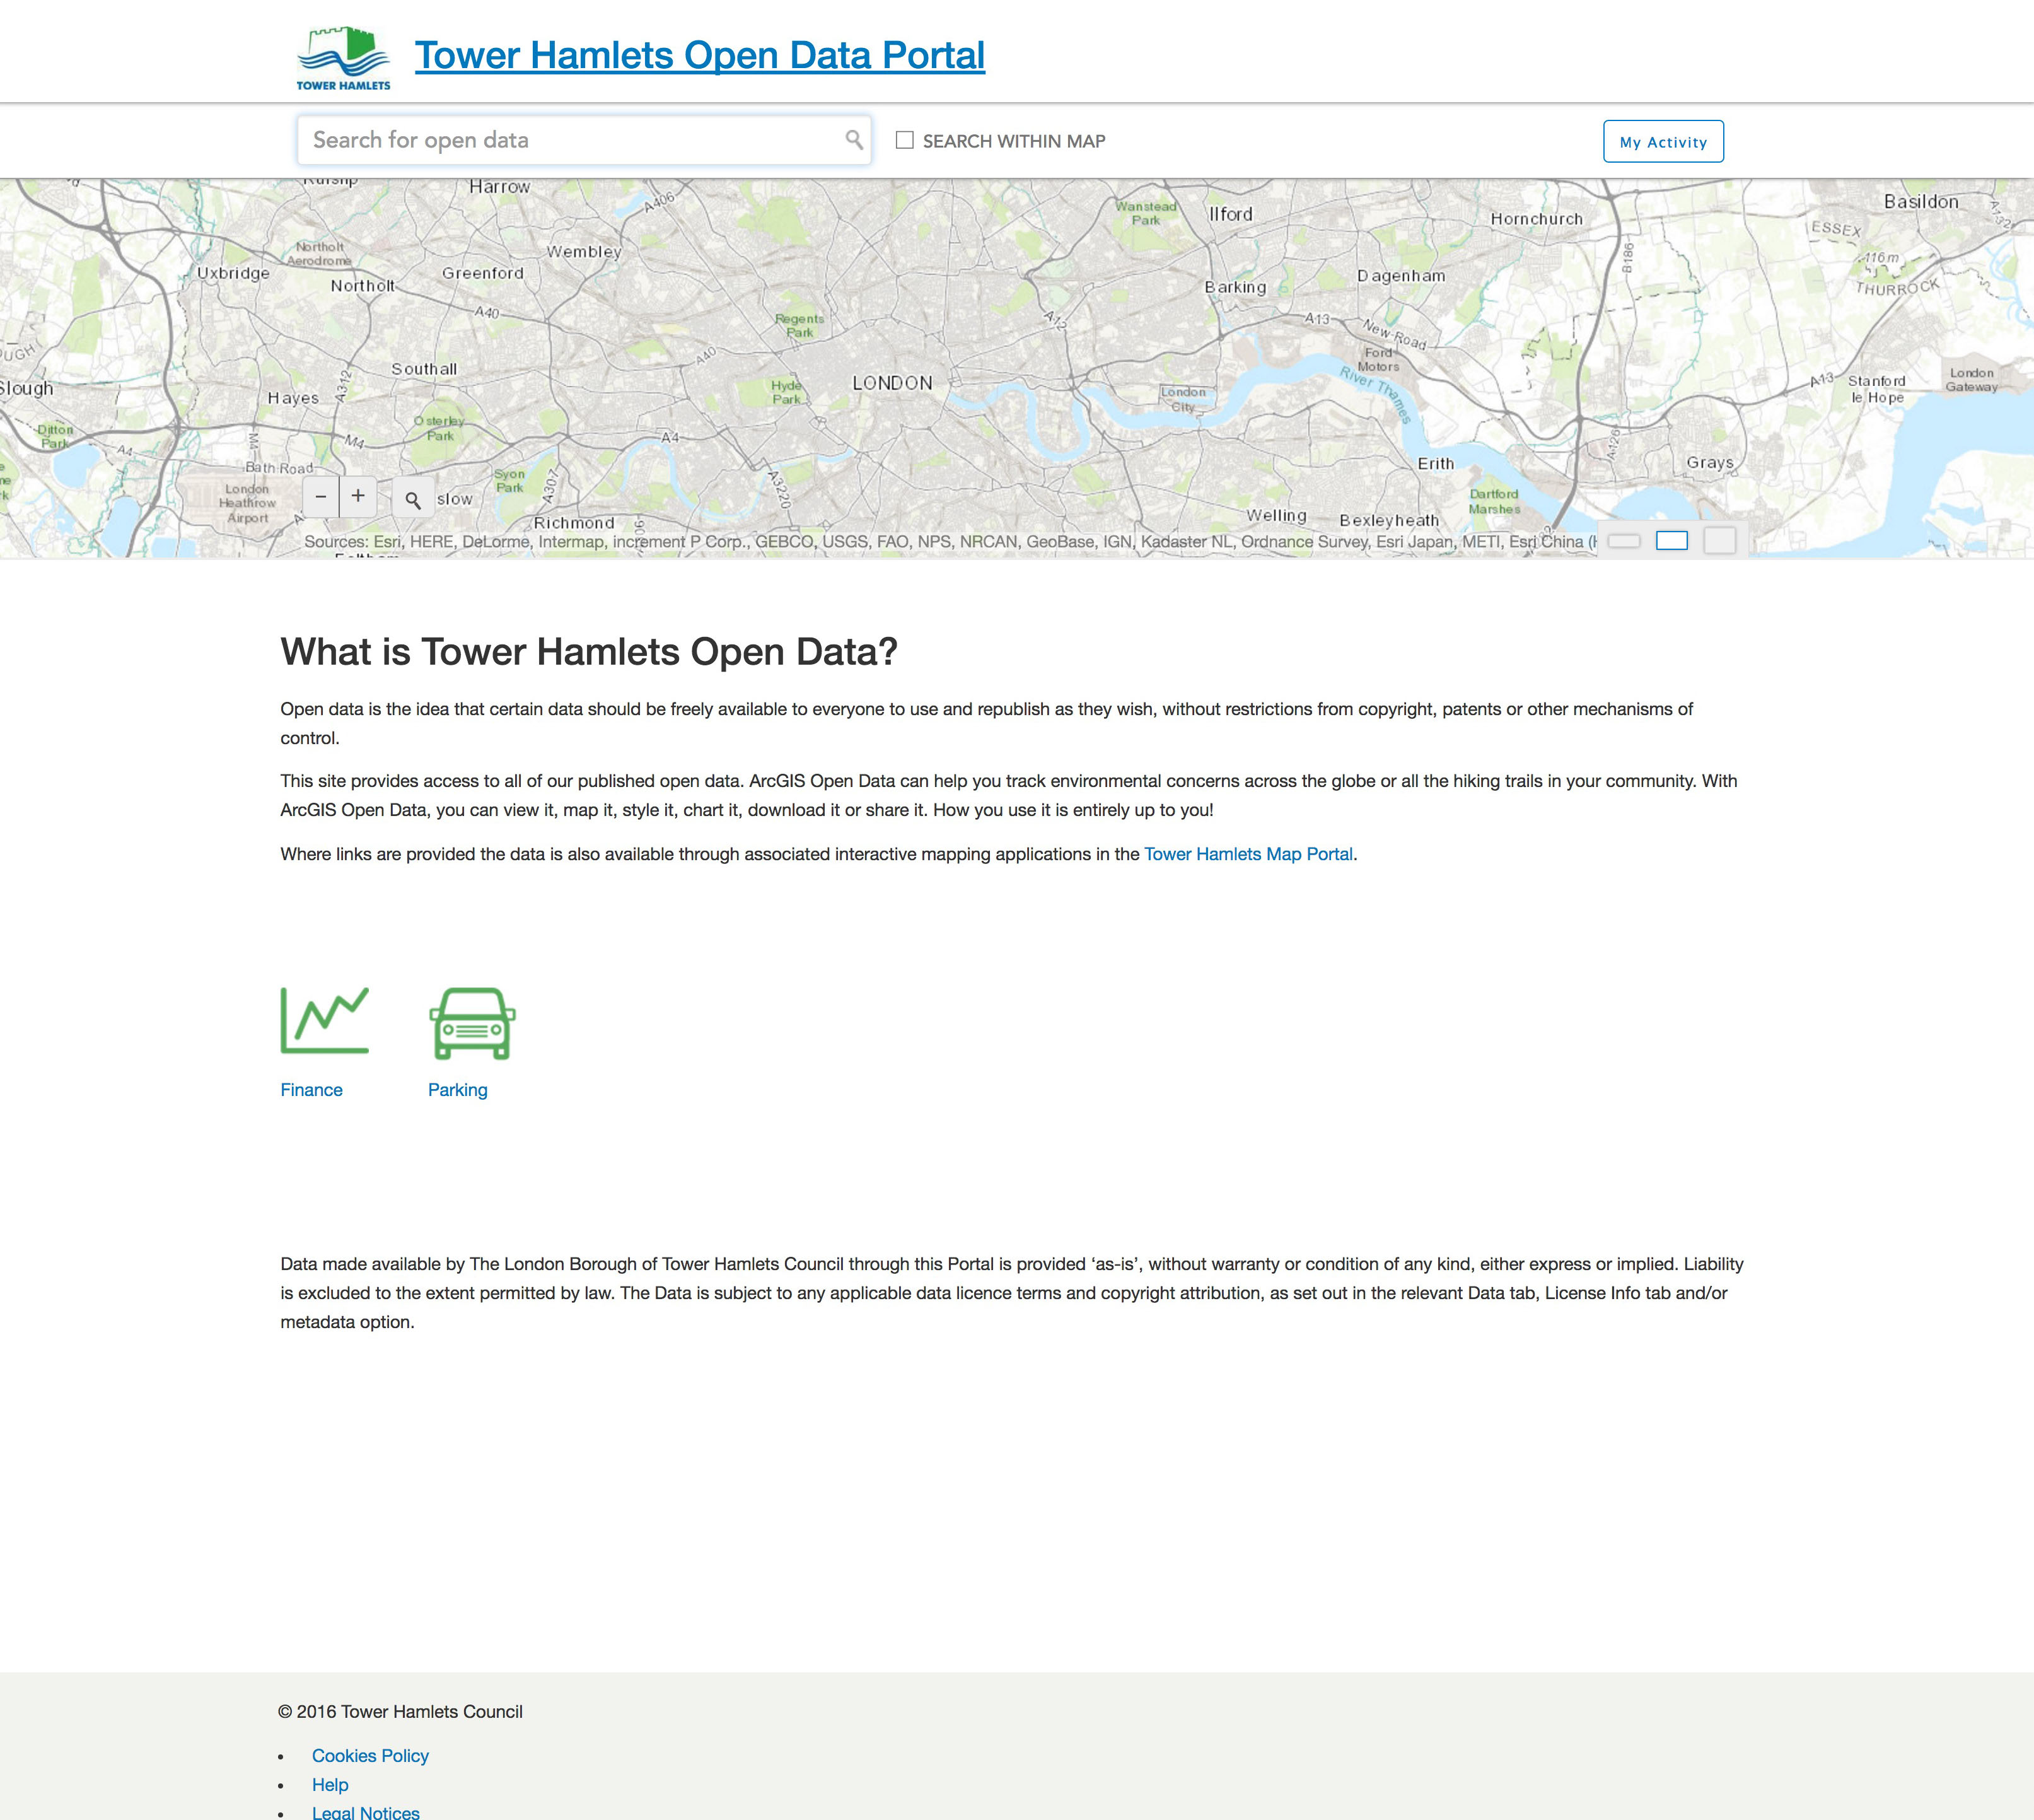 TOWER HAMLETS
Tower Hamlets Open Data Portal
Search for open data
SEARCH WITHIN MAP
My Activity
Harrow
A406
Wanstead
Park
Ilford
Hornchurch
Basildon
A132
ESSEX
Northolt
Aerodrome
Wembley
B186
116m
Uxbridge
Greenford
Northolt
Barking
Dagenham
THURROCK
A40
Regents
Park
A12
A13
New Road
Ford
Motors
A40
Southall
LONDON
Hyde
Park
London
City
River Thames
Slough
Hayes
A312
A13
Stanford
le Hope
London
Gateway
Osterley
Park
Ditton
Park
A4
M4
M4
A4
A126
Bath Road
Erith
Grays
London
Heathrow
Airport
Syon
Park
A307
A3220
slow
Dartford
Marshes
Richmond
Welling
Bexleyheath
− +
Sources: Esri, HERE, DeLorme, Intermap, increment P Corp., GEBCO, USGS, FAO, NPS, NRCAN, GeoBase, IGN, Kadaster NL, Ordnance Survey, Esri Japan, METI, Esri China (
What is Tower Hamlets Open Data?
Open data is the idea that certain data should be freely available to everyone to use and republish as they wish, without restrictions from copyright, patents or other mechanisms of
control.
This site provides access to all of our published open data. ArcGIS Open Data can help you track environmental concerns across the globe or all the hiking trails in your community. With
ArcGIS Open Data, you can view it, map it, style it, chart it, download it or share it. How you use it is entirely up to you!
Where links are provided the data is also available through associated interactive mapping applications in the Tower Hamlets Map Portal.
Finance
Parking
Data made available by The London Borough of Tower Hamlets Council through this Portal is provided ‘as-is’, without warranty or condition of any kind, either express or implied. Liability
is excluded to the extent permitted by law. The Data is subject to any applicable data licence terms and copyright attribution, as set out in the relevant Data tab, License Info tab and/or
metadata option.
© 2016 Tower Hamlets Council
• Cookies Policy
• Help
• Legal Notices